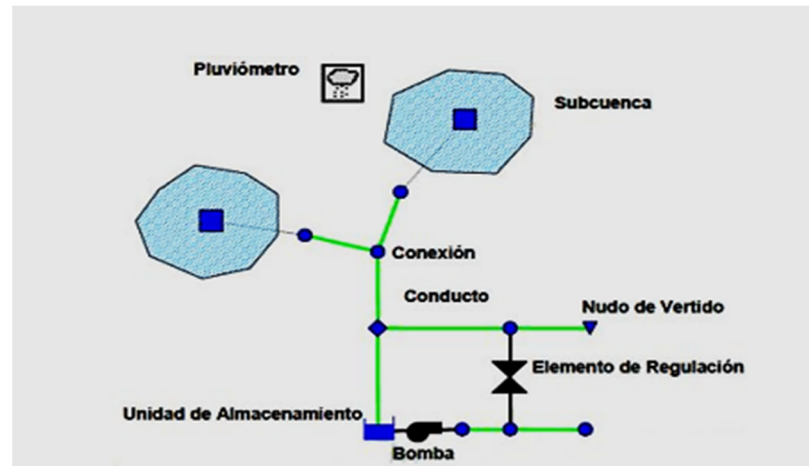 Pluviómetro
Subcuenca
Conexión
Conducto
Nudo de Vertido
Elemento de Regulación
Unidad de Almacenamiento
Bomba